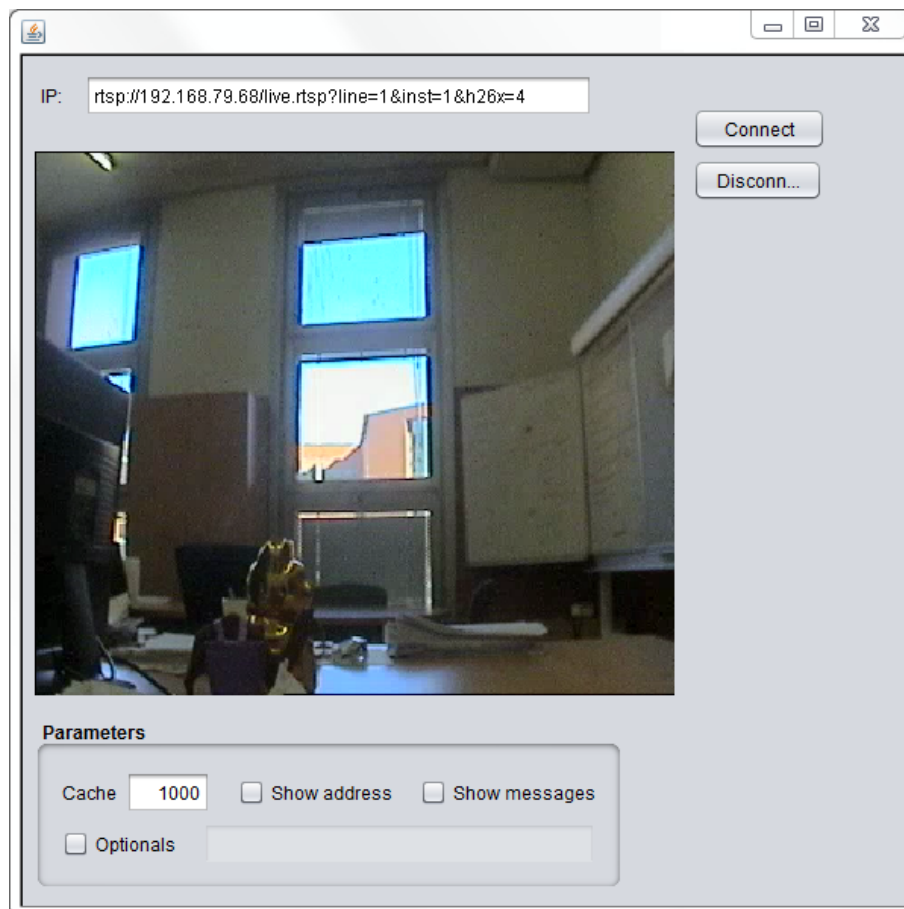 IP: rtsp://192.168.79.68/live.rtsp?line=1&inst=1&h26x=4
Connect
Disconn...
Parameters
Cache 1000 Show address Show messages
Optionals